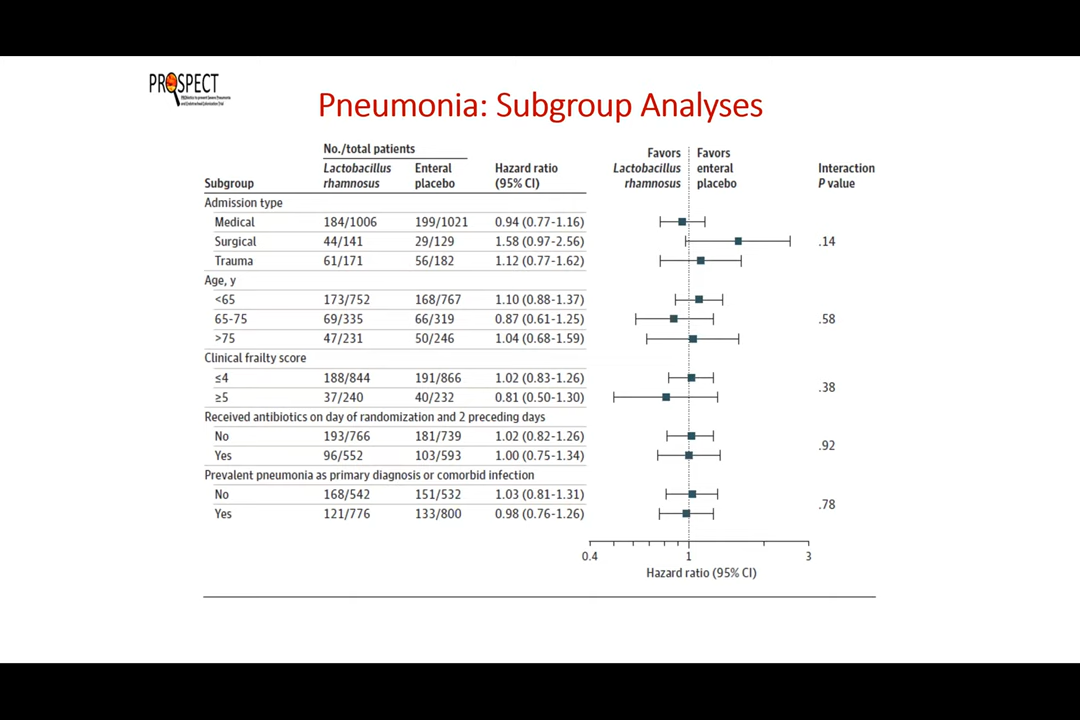 PROSPECT
Pneumonia: Subgroup Analyses
No./total patients
Favors Favors
Lactobacillus Enteral Hazard ratio Lactobacillus enteral Interaction
Subgroup rhamnosus placebo (95% CI) rhamnosus placebo P value
Admission type
Medical 184/1006 199/1021 0.94 (0.77-1.16)
Surgical 44/141 29/129 1.58 (0.97-2.56) .14
Trauma 61/171 56/182 1.12 (0.77-1.62)
Age, y
<65 173/752 168/767 1.10 (0.88-1.37)
65-75 69/335 66/319 0.87 (0.61-1.25) .58
>75 47/231 50/246 1.04 (0.68-1.59)
Clinical frailty score
≤4 188/844 191/866 1.02 (0.83-1.26)
.38
≥5 37/240 40/232 0.81 (0.50-1.30)
Received antibiotics on day of randomization and 2 preceding days
No 193/766 181/739 1.02 (0.82-1.26)
.92
Yes 96/552 103/593 1.00 (0.75-1.34)
Prevalent pneumonia as primary diagnosis or comorbid infection
No 168/542 151/532 1.03 (0.81-1.31)
.78
Yes 121/776 133/800 0.98 (0.76-1.26)
0.4 1 3
Hazard ratio (95% CI)